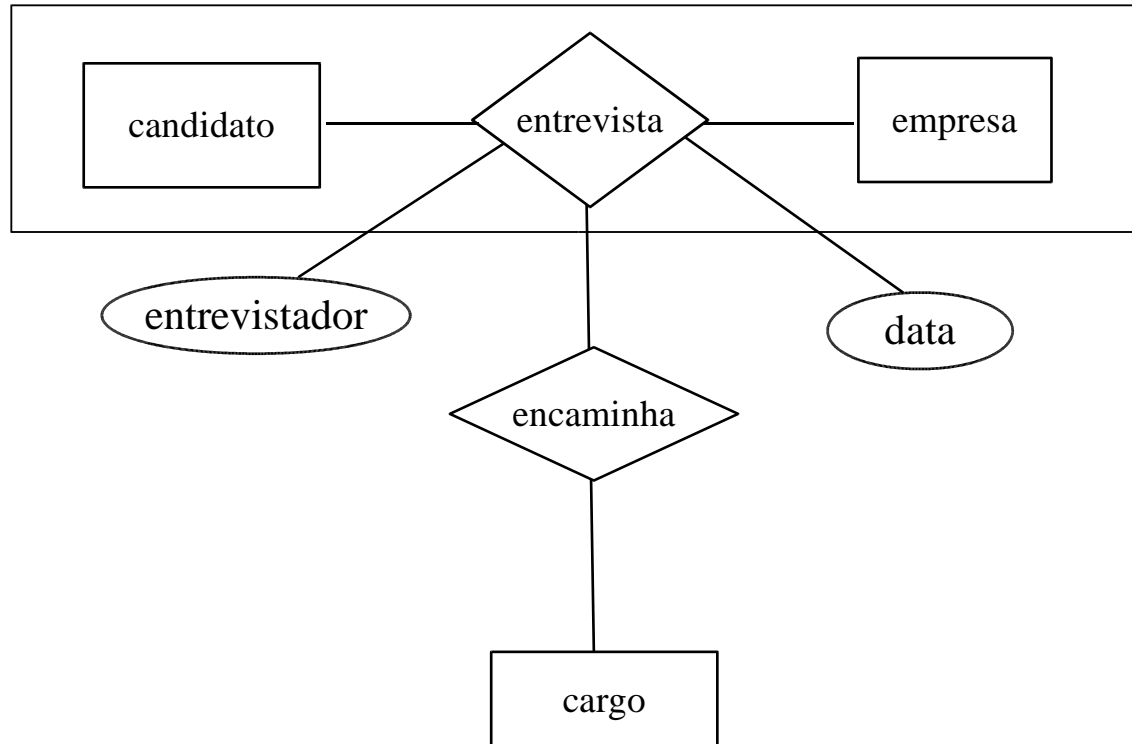 candidato
entrevista
empresa
entrevistador
data
encaminha
cargo